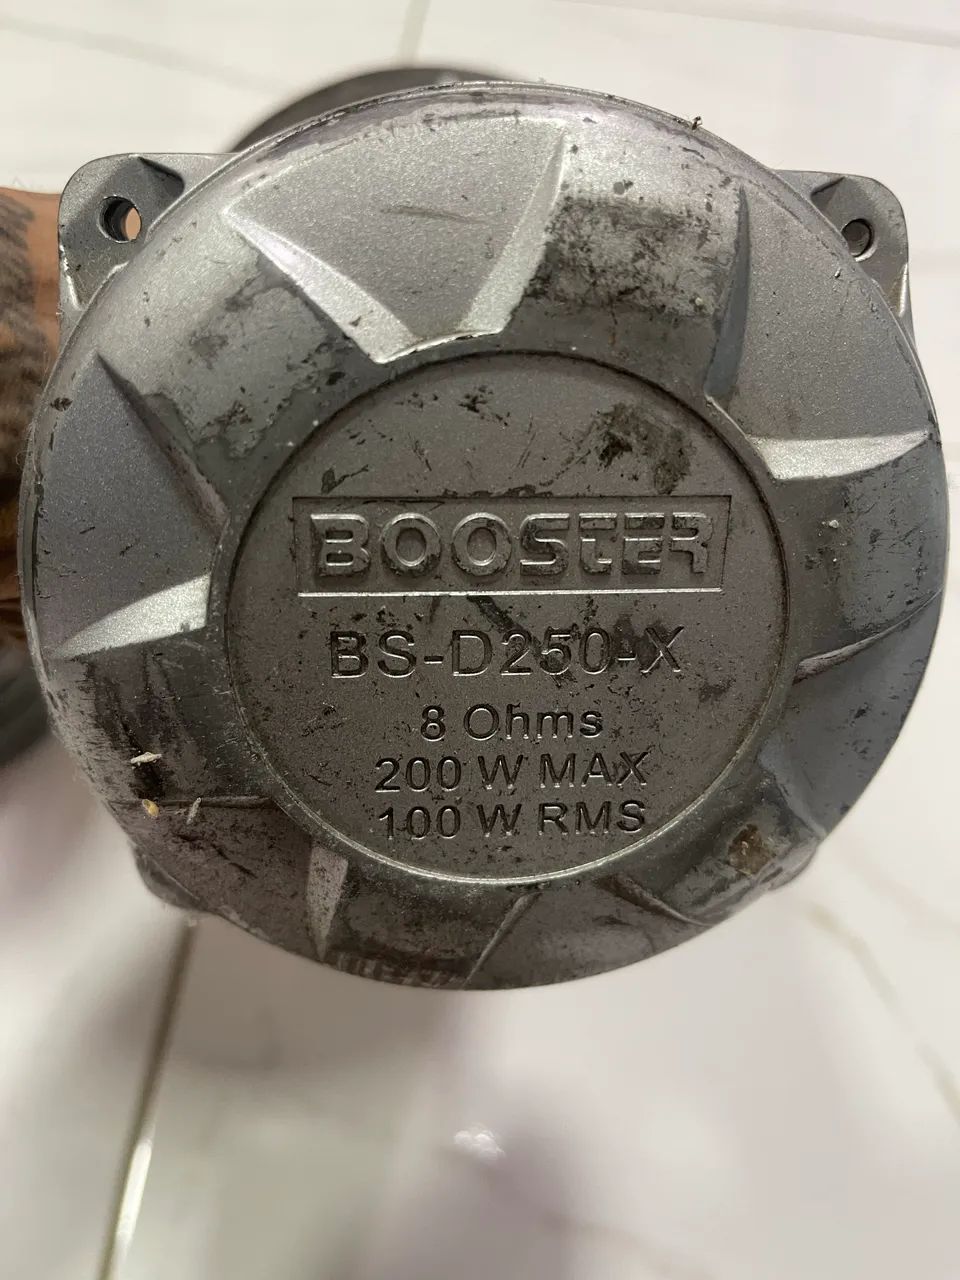 BOOSTER
BS-D250-X
8 Ohms
200 W MAX
100 W RMS